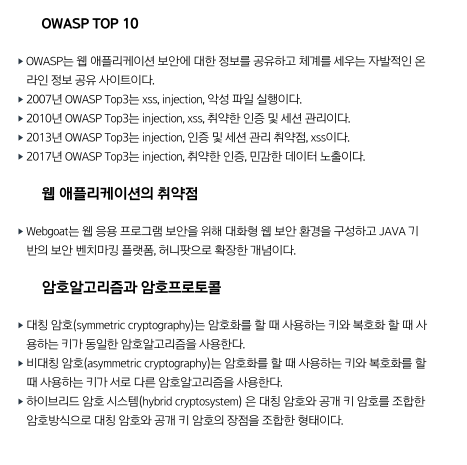 OWASP TOP 10
▶ OWASP는 웹 애플리케이션 보안에 대한 정보를 공유하고 체계를 세우는 자발적인 온
라인 정보 공유 사이트이다.
▶ 2007년 OWASP Top3는 xss, injection, 악성 파일 실행이다.
▶ 2010년 OWASP Top3는 injection, xss, 취약한 인증 및 세션 관리이다.
▶ 2013년 OWASP Top3는 injection, 인증 및 세션 관리 취약점, xss이다.
▶ 2017년 OWASP Top3는 injection, 취약한 인증, 민감한 데이터 노출이다.
웹 애플리케이션의 취약점
▶ Webgoat는 웹 응용 프로그램 보안을 위해 대화형 웹 보안 환경을 구성하고 JAVA 기
반의 보안 벤치마킹 플랫폼, 허니팟으로 확장한 개념이다.
암호알고리즘과 암호프로토콜
▶ 대칭 암호(symmetric cryptography)는 암호화를 할 때 사용하는 키와 복호화 할 때 사
용하는 키가 동일한 암호알고리즘을 사용한다.
▶ 비대칭 암호(asymmetric cryptography)는 암호화를 할 때 사용하는 키와 복호화를 할
때 사용하는 키가 서로 다른 암호알고리즘을 사용한다.
▶ 하이브리드 암호 시스템(hybrid cryptosystem) 은 대칭 암호와 공개 키 암호를 조합한
암호방식으로 대칭 암호와 공개 키 암호의 장점을 조합한 형태이다.